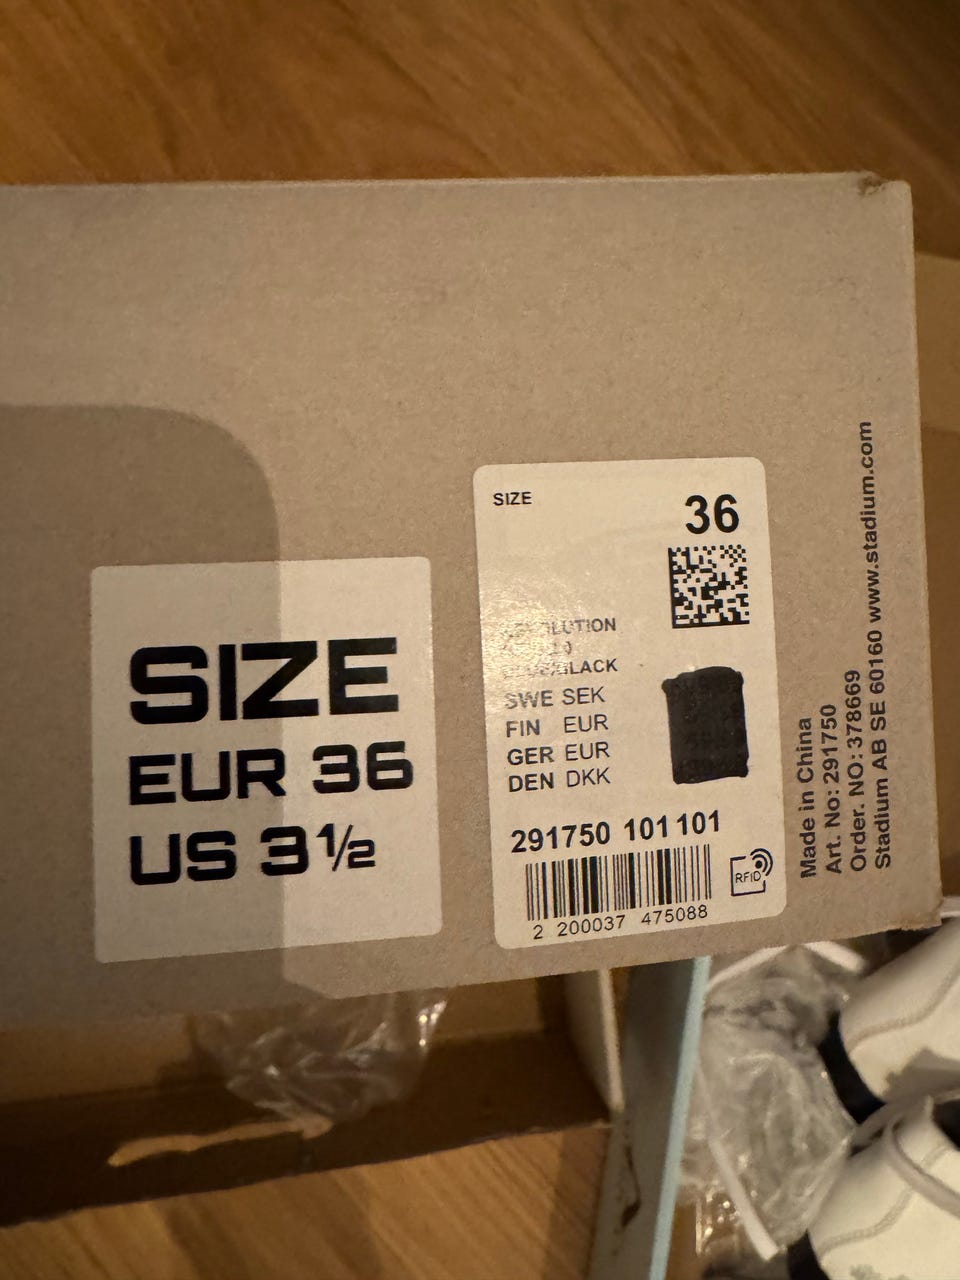 SIZE
EUR 36
US 3½
SIZE
36
SWE SEK
FIN EUR
GER EUR
DEN DKK
291750 101 101
2 200037 475088
RFID
Made in China
Art. No: 291750
Order. NO: 378669
Stadium AB SE 60160 www.stadium.com